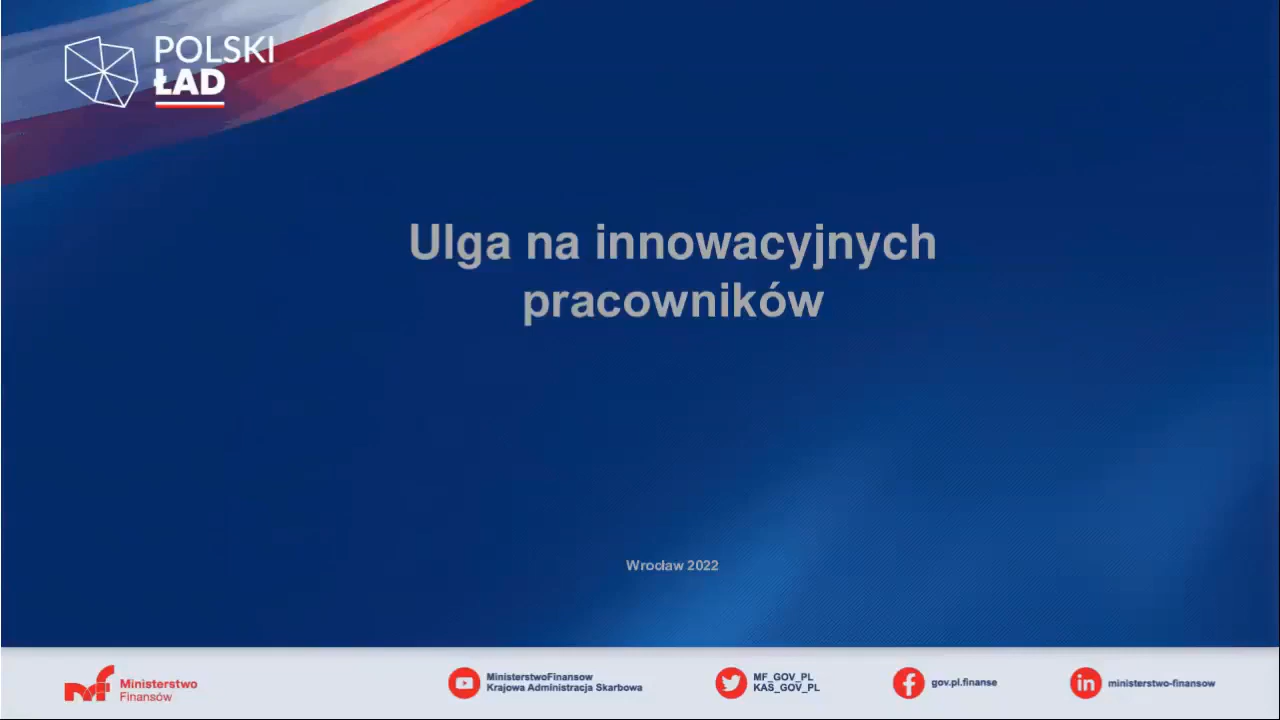 POLSKI
ŁAD
Ulga na innowacyjnych
pracowników
Wrocław 2022
Ministerstwo
Finansów
MinisterstwoFinansow
Krajowa Administracja Skarbowa
MF_GOV_PL
KAS_GOV_PL
gov.pl.finanse
ministerstwo-finansow